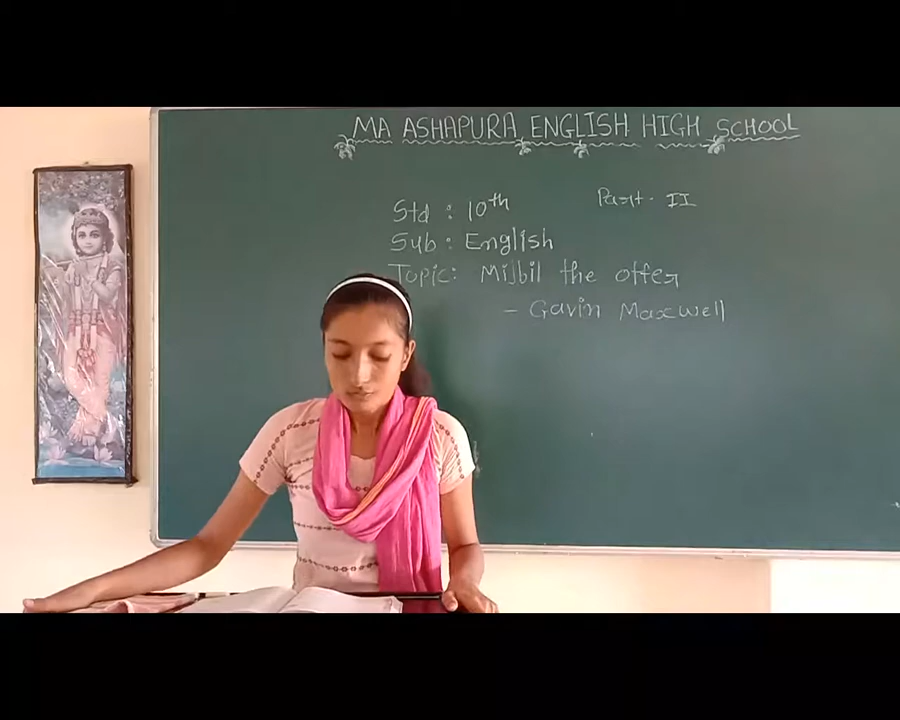 MA ASHAPURA ENGLISH HIGH SCHOOL
Part - II
Std : 10th
Sub : English
Topic : Mijbil the otter
- Gavin Maxwell